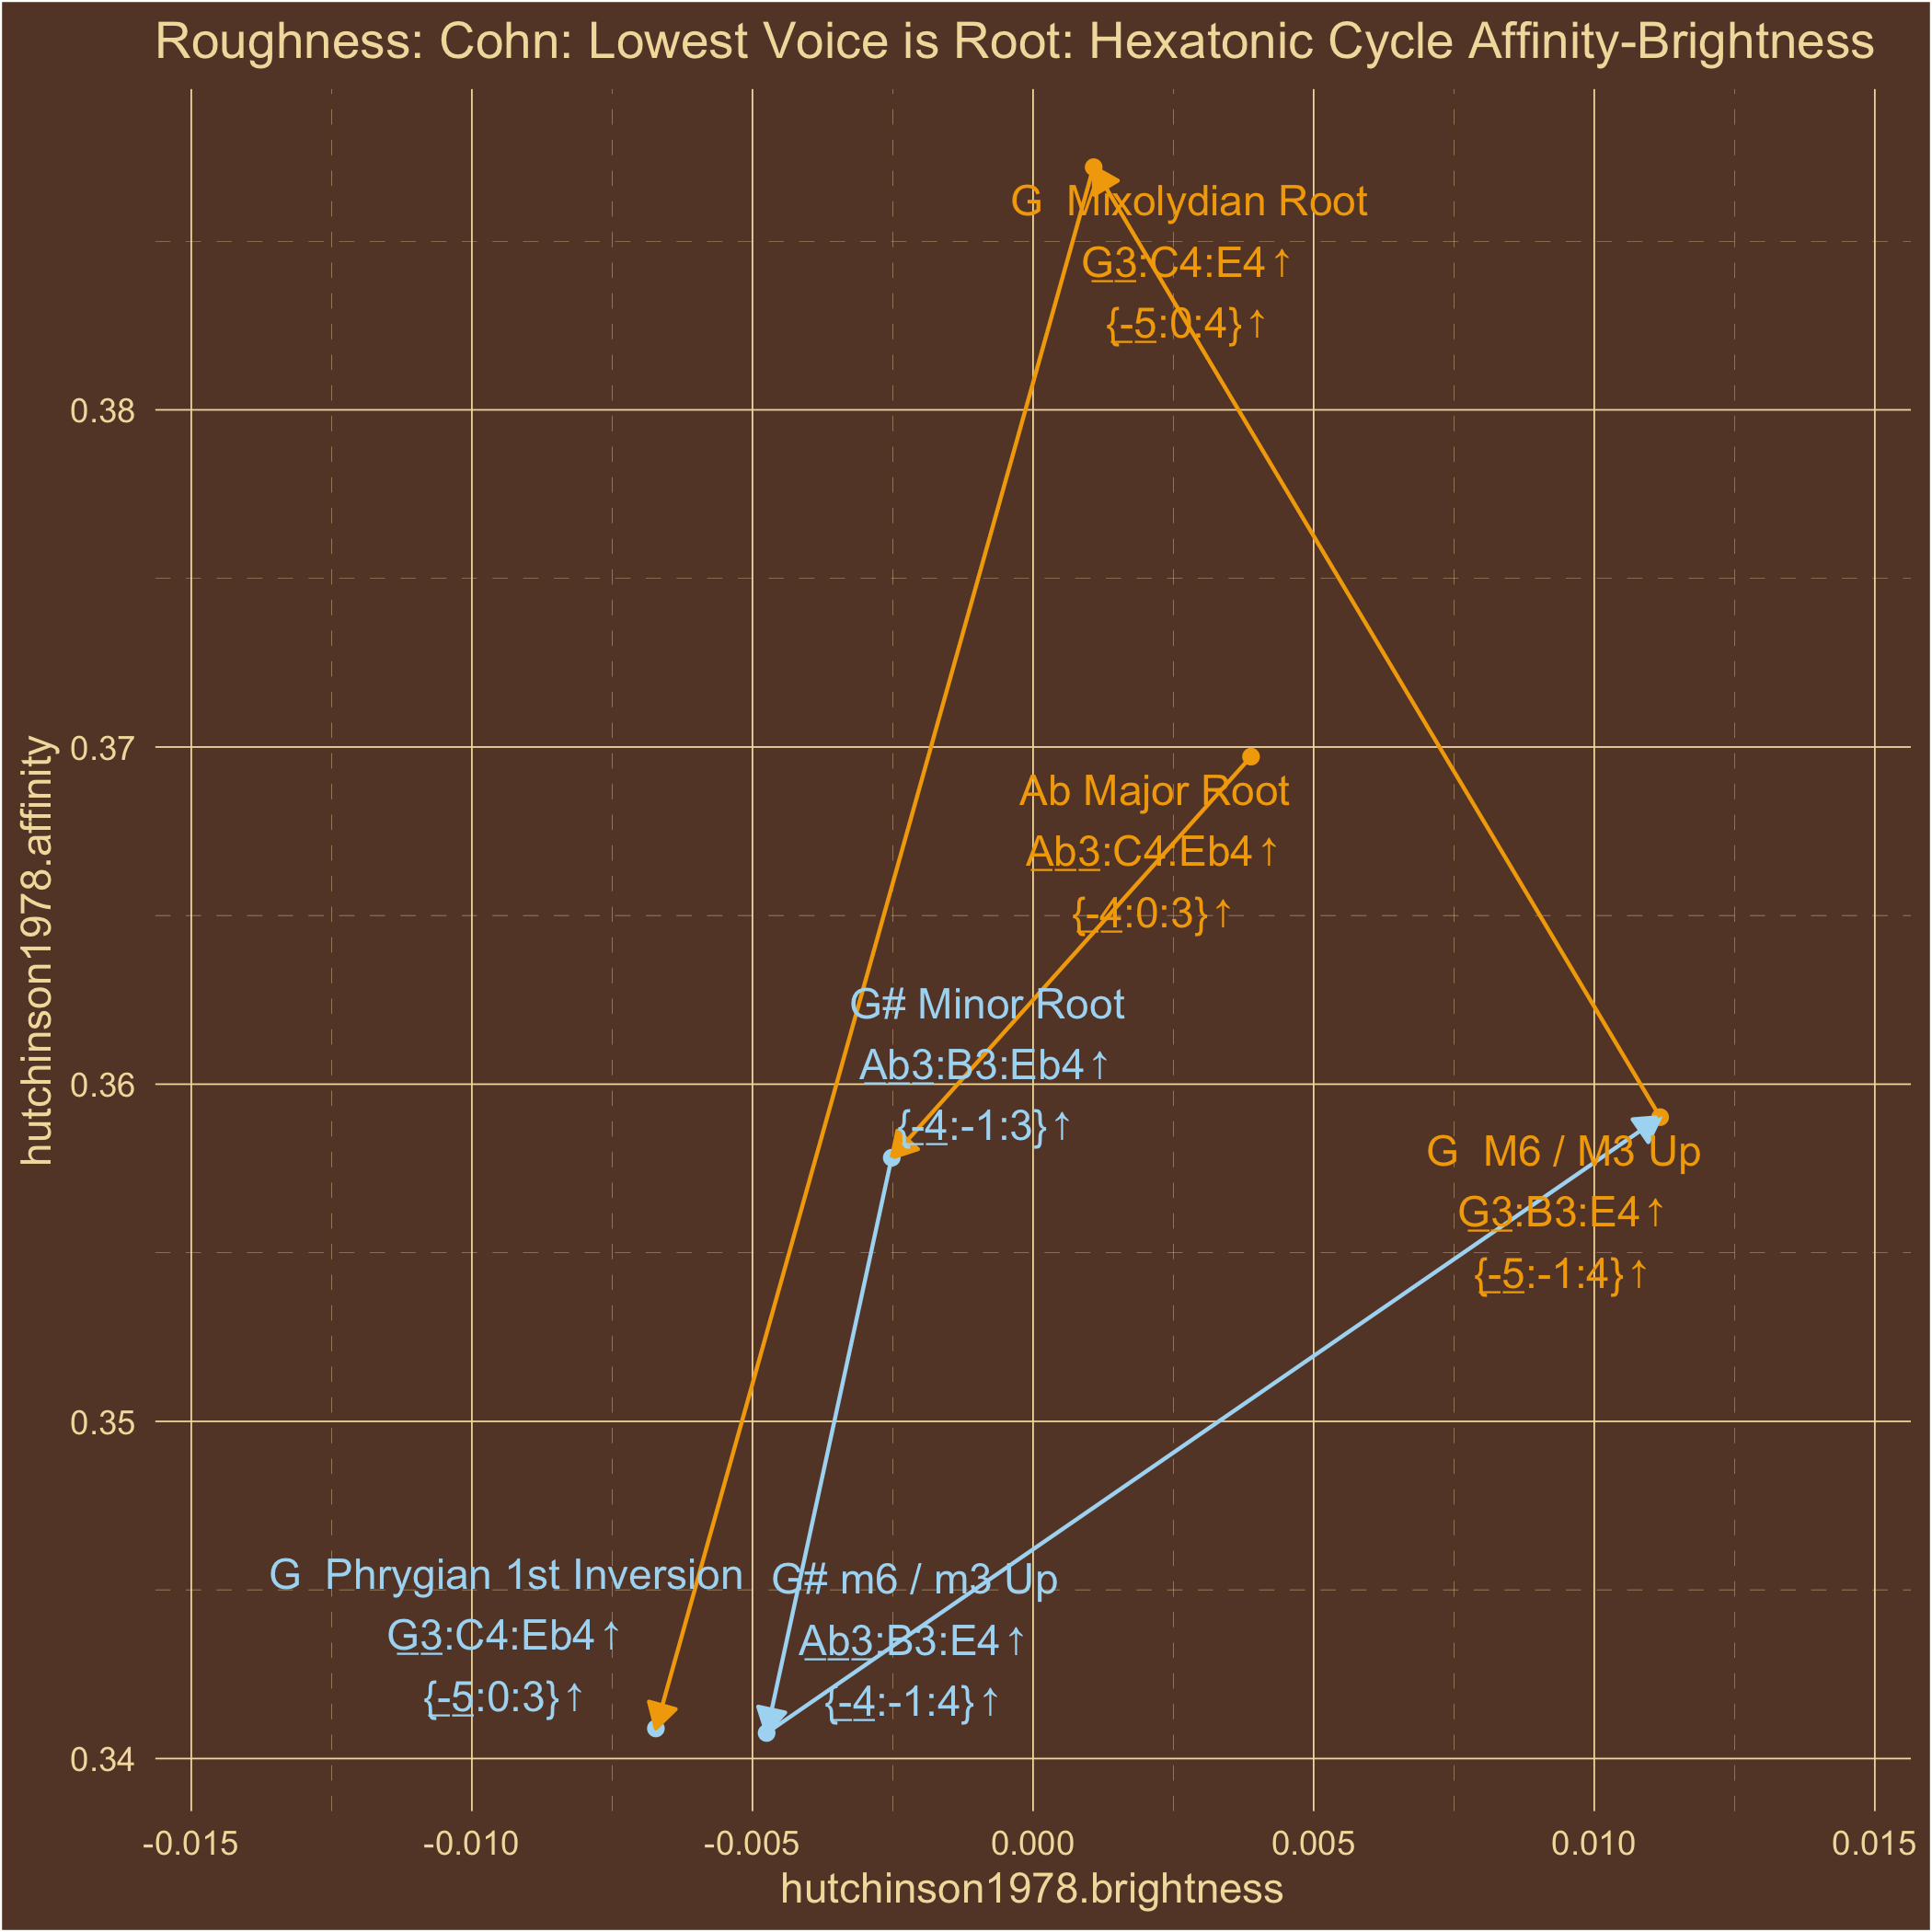 Roughness: Cohn: Lowest Voice is Root: Hexatonic Cycle Affinity-Brightness
G  Mixolydian Root
G3:C4:E4↑
{-5:0:4}↑
0.38
0.37
Ab Major Root
Ab3:C4:Eb4↑
{-4:0:3}↑
hutchinson1978.affinity
G# Minor Root
Ab3:B3:Eb4↑
{-4:-1:3}↑
0.36
G  M6 / M3 Up
G3:B3:E4↑
{-5:-1:4}↑
0.35
G  Phrygian 1st Inversion
G3:C4:Eb4↑
{-5:0:3}↑
G# m6 / m3 Up
Ab3:B3:E4↑
{-4:-1:4}↑
0.34
-0.015 -0.010 -0.005 0.000 0.005 0.010 0.015
hutchinson1978.brightness